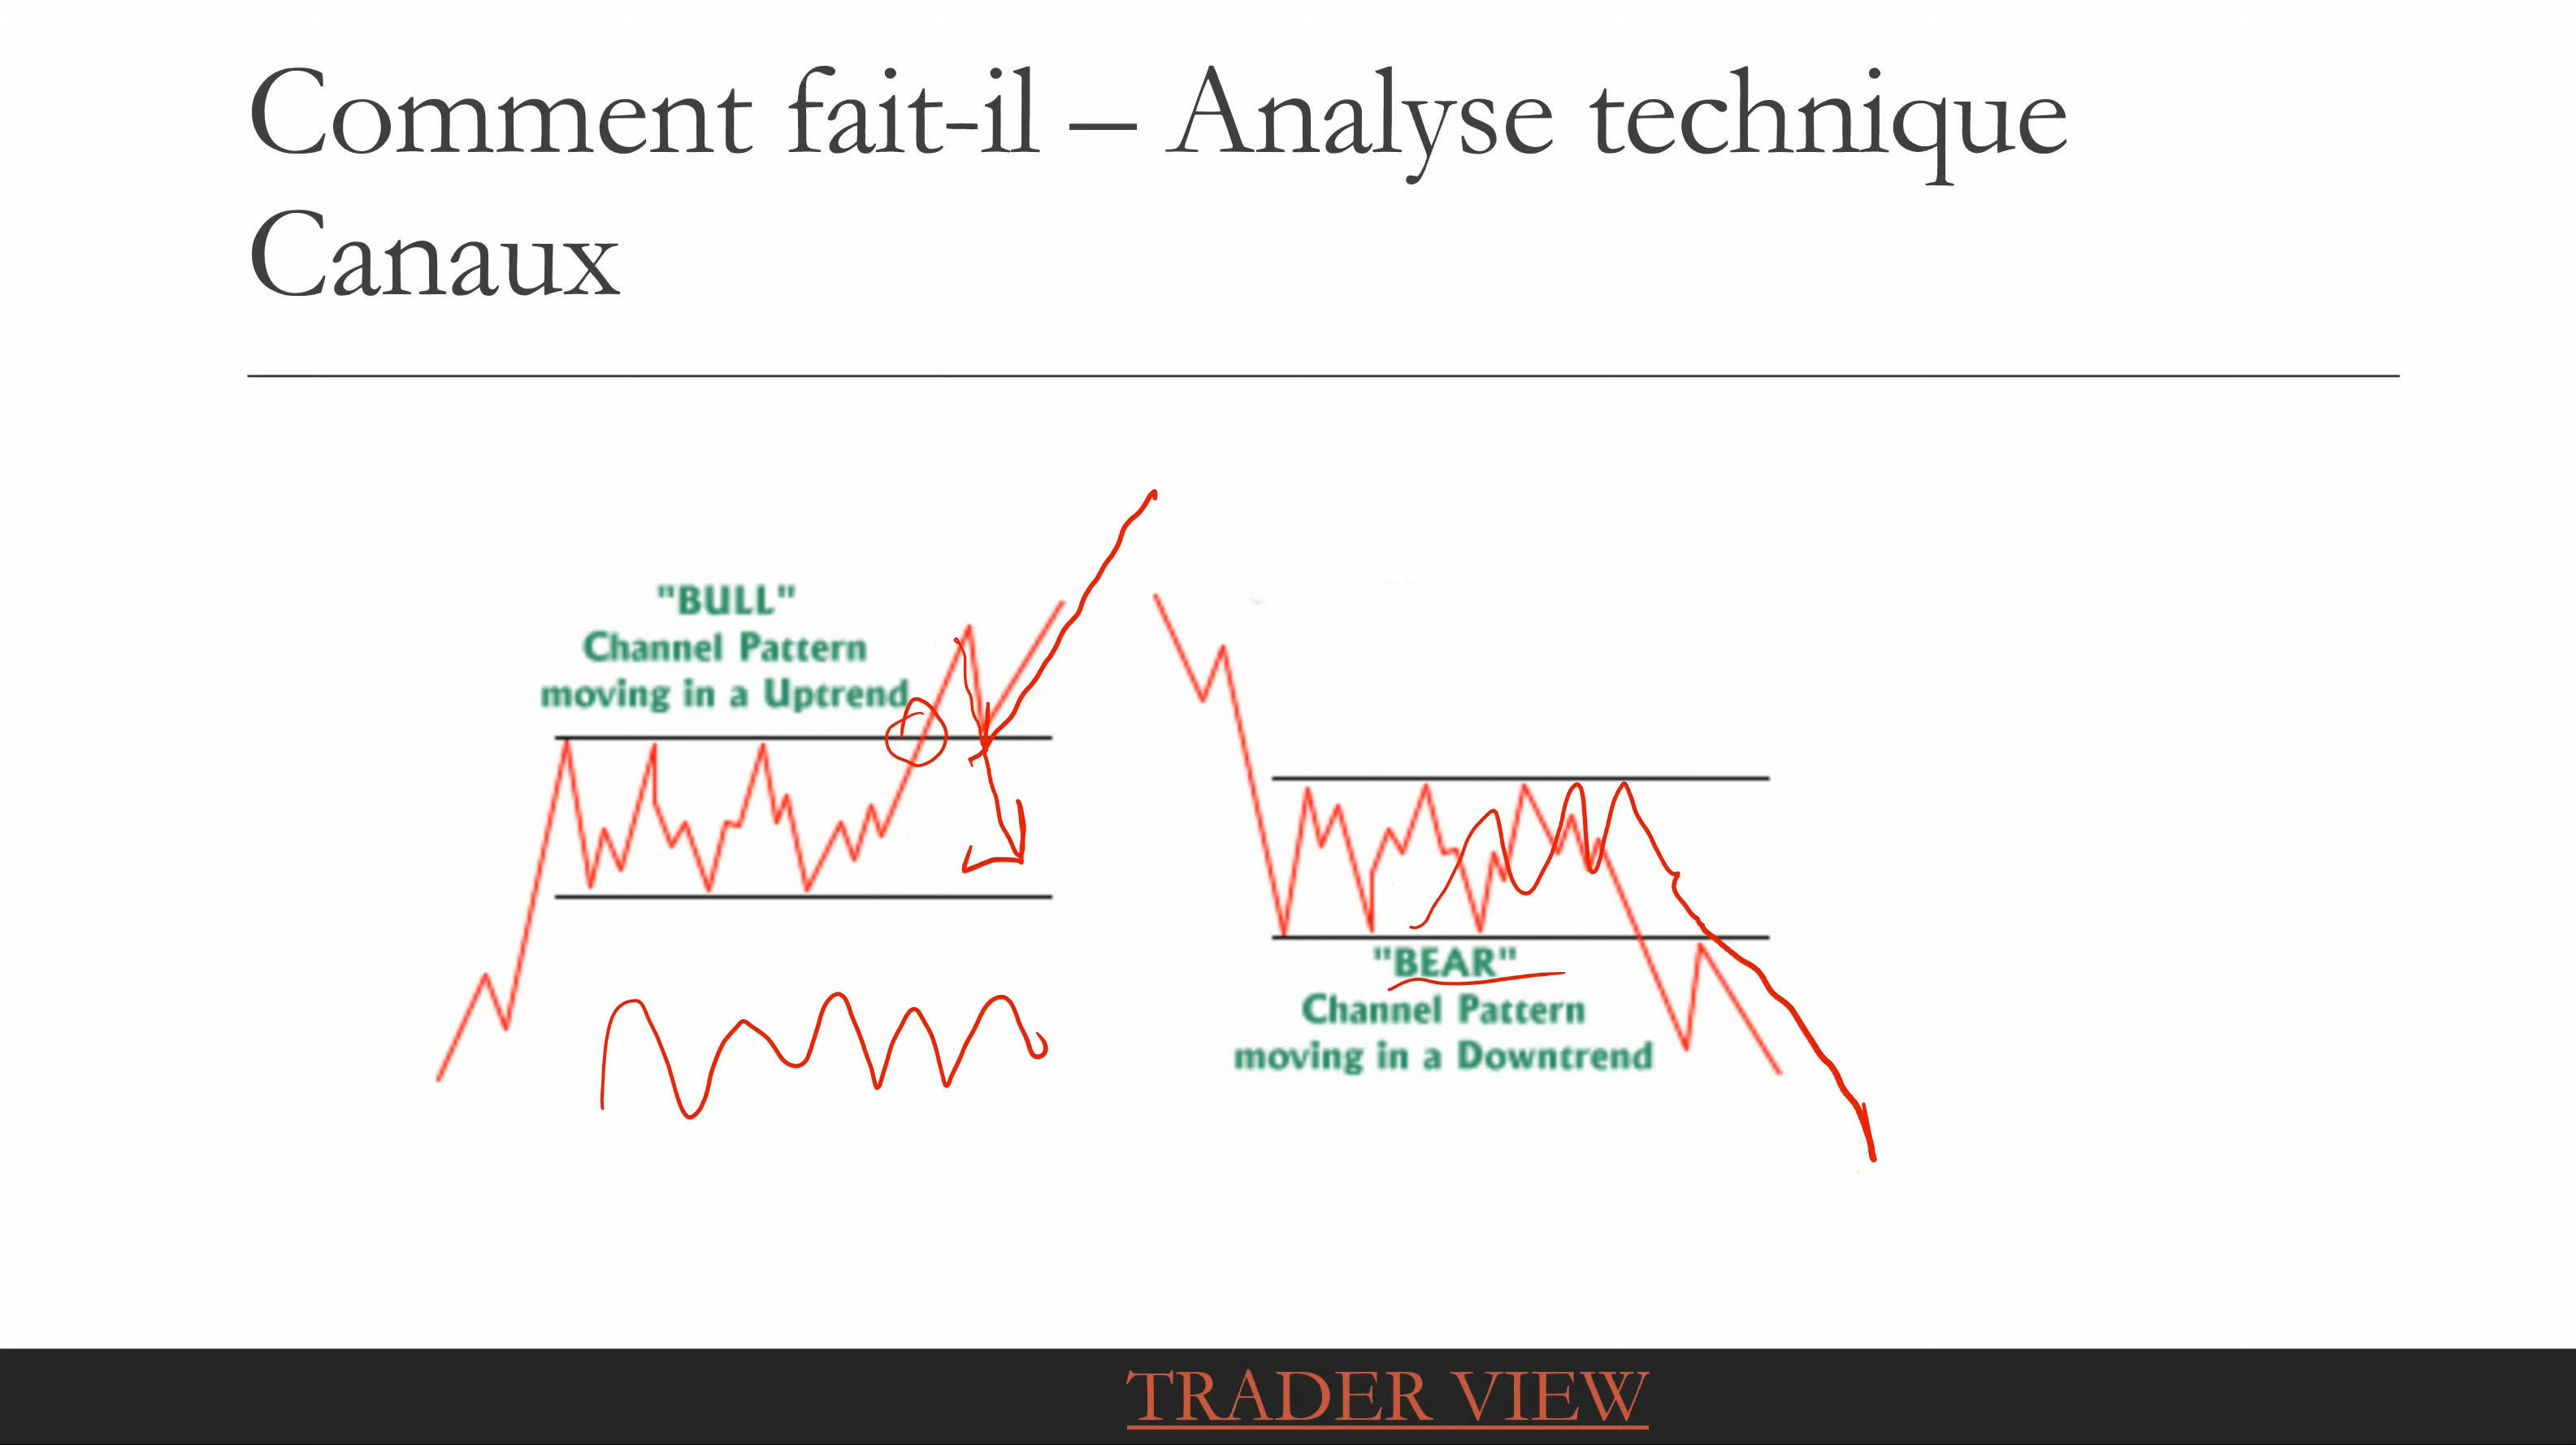 Comment fait-il – Analyse technique
Canaux
"BULL"
Channel Pattern
moving in a Uptrend
"BEAR"
Channel Pattern
moving in a Downtrend
TRADER VIEW